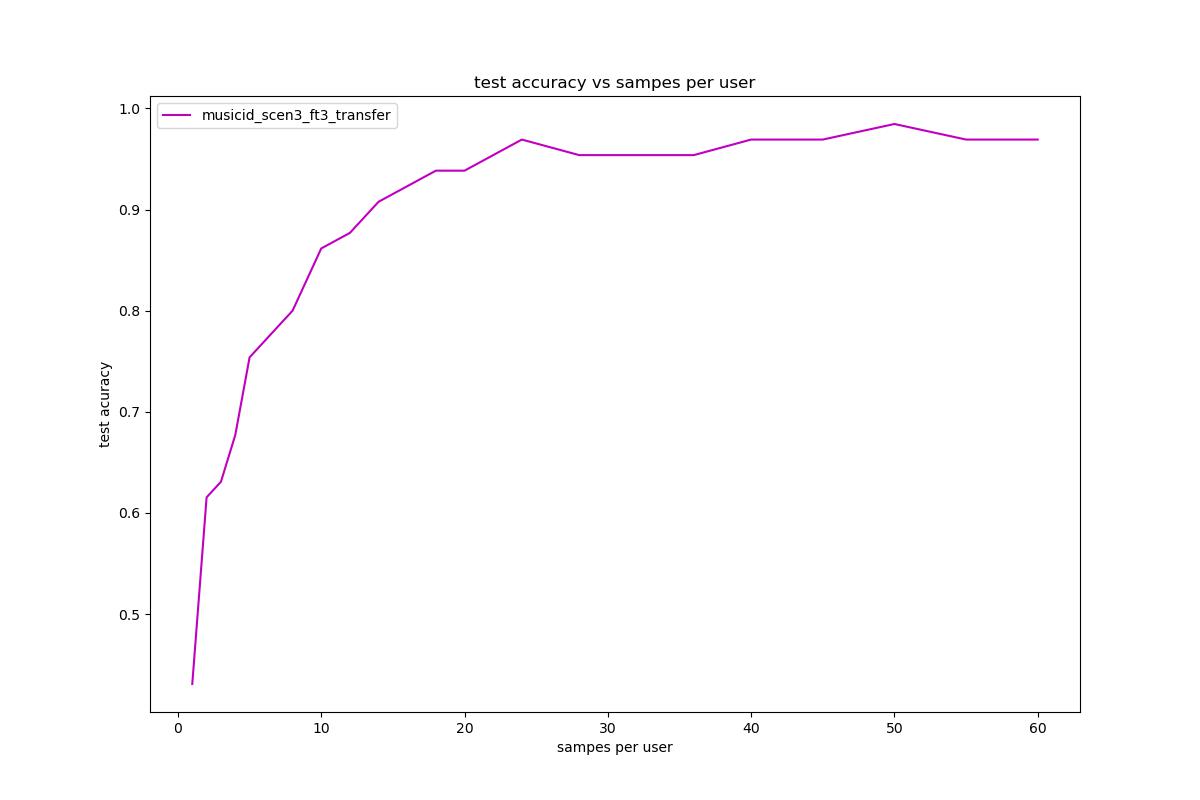 test accuracy vs sampes per user
musicid_scen3_ft3_transfer
1.0
0.9
0.8
0.7
0.6
0.5
test acuracy
0 10 20 30 40 50 60
sampes per user